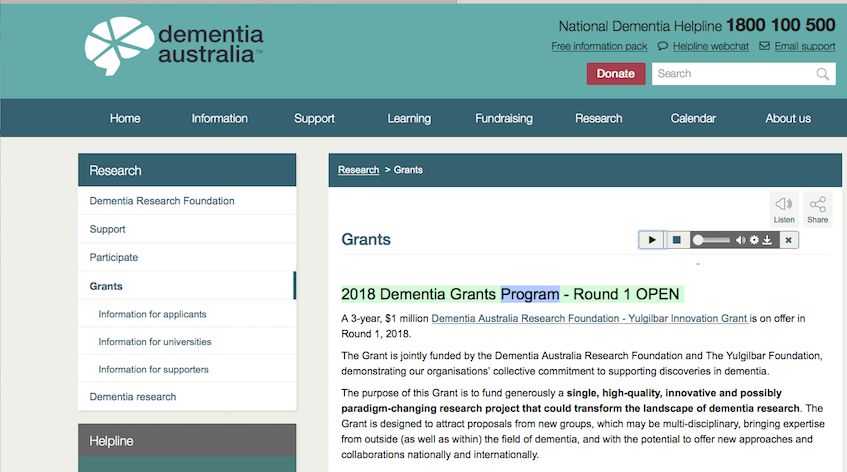 dementia
australia™
National Dementia Helpline 1800 100 500
Free information pack Helpline webchat Email support
Donate Search
Home Information Support Learning Fundraising Research Calendar About us
Research
Dementia Research Foundation
Support
Participate
Grants
Information for applicants
Information for universities
Information for supporters
Dementia research
Helpline
Research > Grants
Listen Share
Grants
2018 Dementia Grants Program - Round 1 OPEN
A 3-year, $1 million Dementia Australia Research Foundation - Yulgilbar Innovation Grant is on offer in
Round 1, 2018.
The Grant is jointly funded by the Dementia Australia Research Foundation and The Yulgilbar Foundation,
demonstrating our organisations' collective commitment to supporting discoveries in dementia.
The purpose of this Grant is to fund generously a single, high-quality, innovative and possibly
paradigm-changing research project that could transform the landscape of dementia research. The
Grant is designed to attract proposals from new groups, which may be multi-disciplinary, bringing expertise
from outside (as well as within) the field of dementia, and with the potential to offer new approaches and
collaborations nationally and internationally.